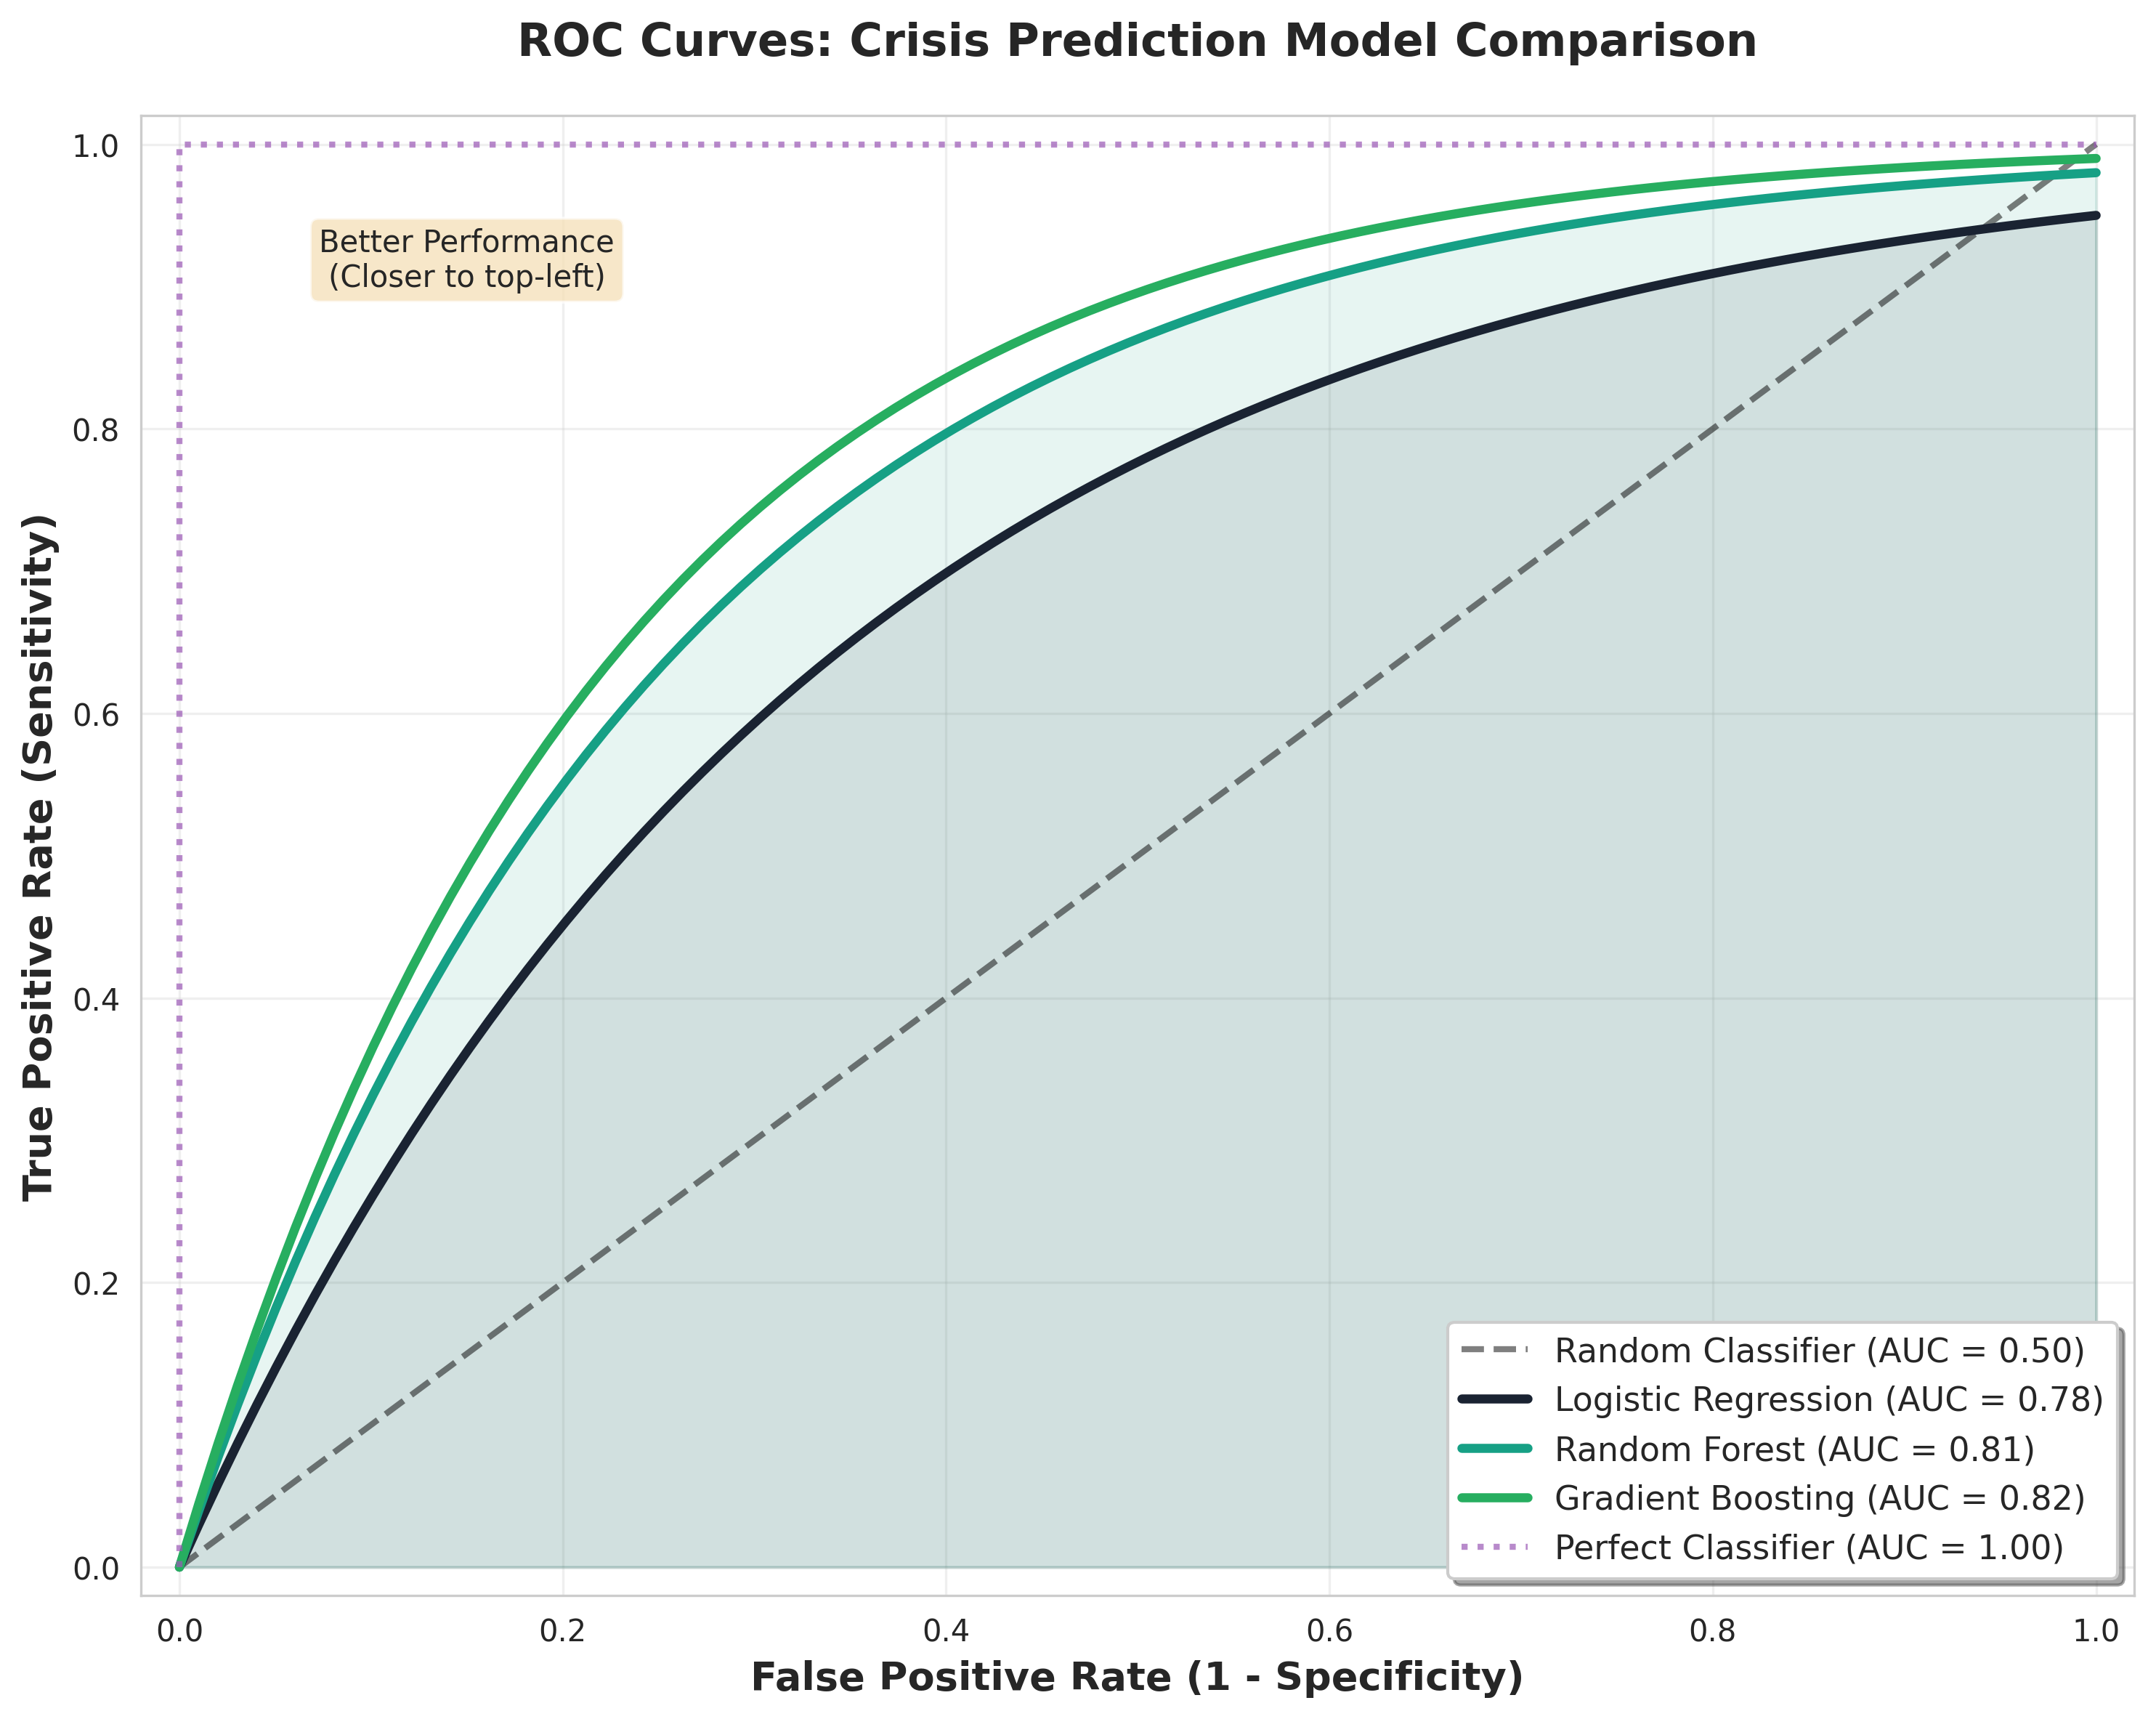 ROC Curves: Crisis Prediction Model Comparison
True Positive Rate (Sensitivity)
1.0
0.8
0.6
0.4
0.2
0.0
Better Performance
(Closer to top-left)
Random Classifier (AUC = 0.50)
Logistic Regression (AUC = 0.78)
Random Forest (AUC = 0.81)
Gradient Boosting (AUC = 0.82)
Perfect Classifier (AUC = 1.00)
0.0 0.2 0.4 0.6 0.8 1.0
False Positive Rate (1 - Specificity)